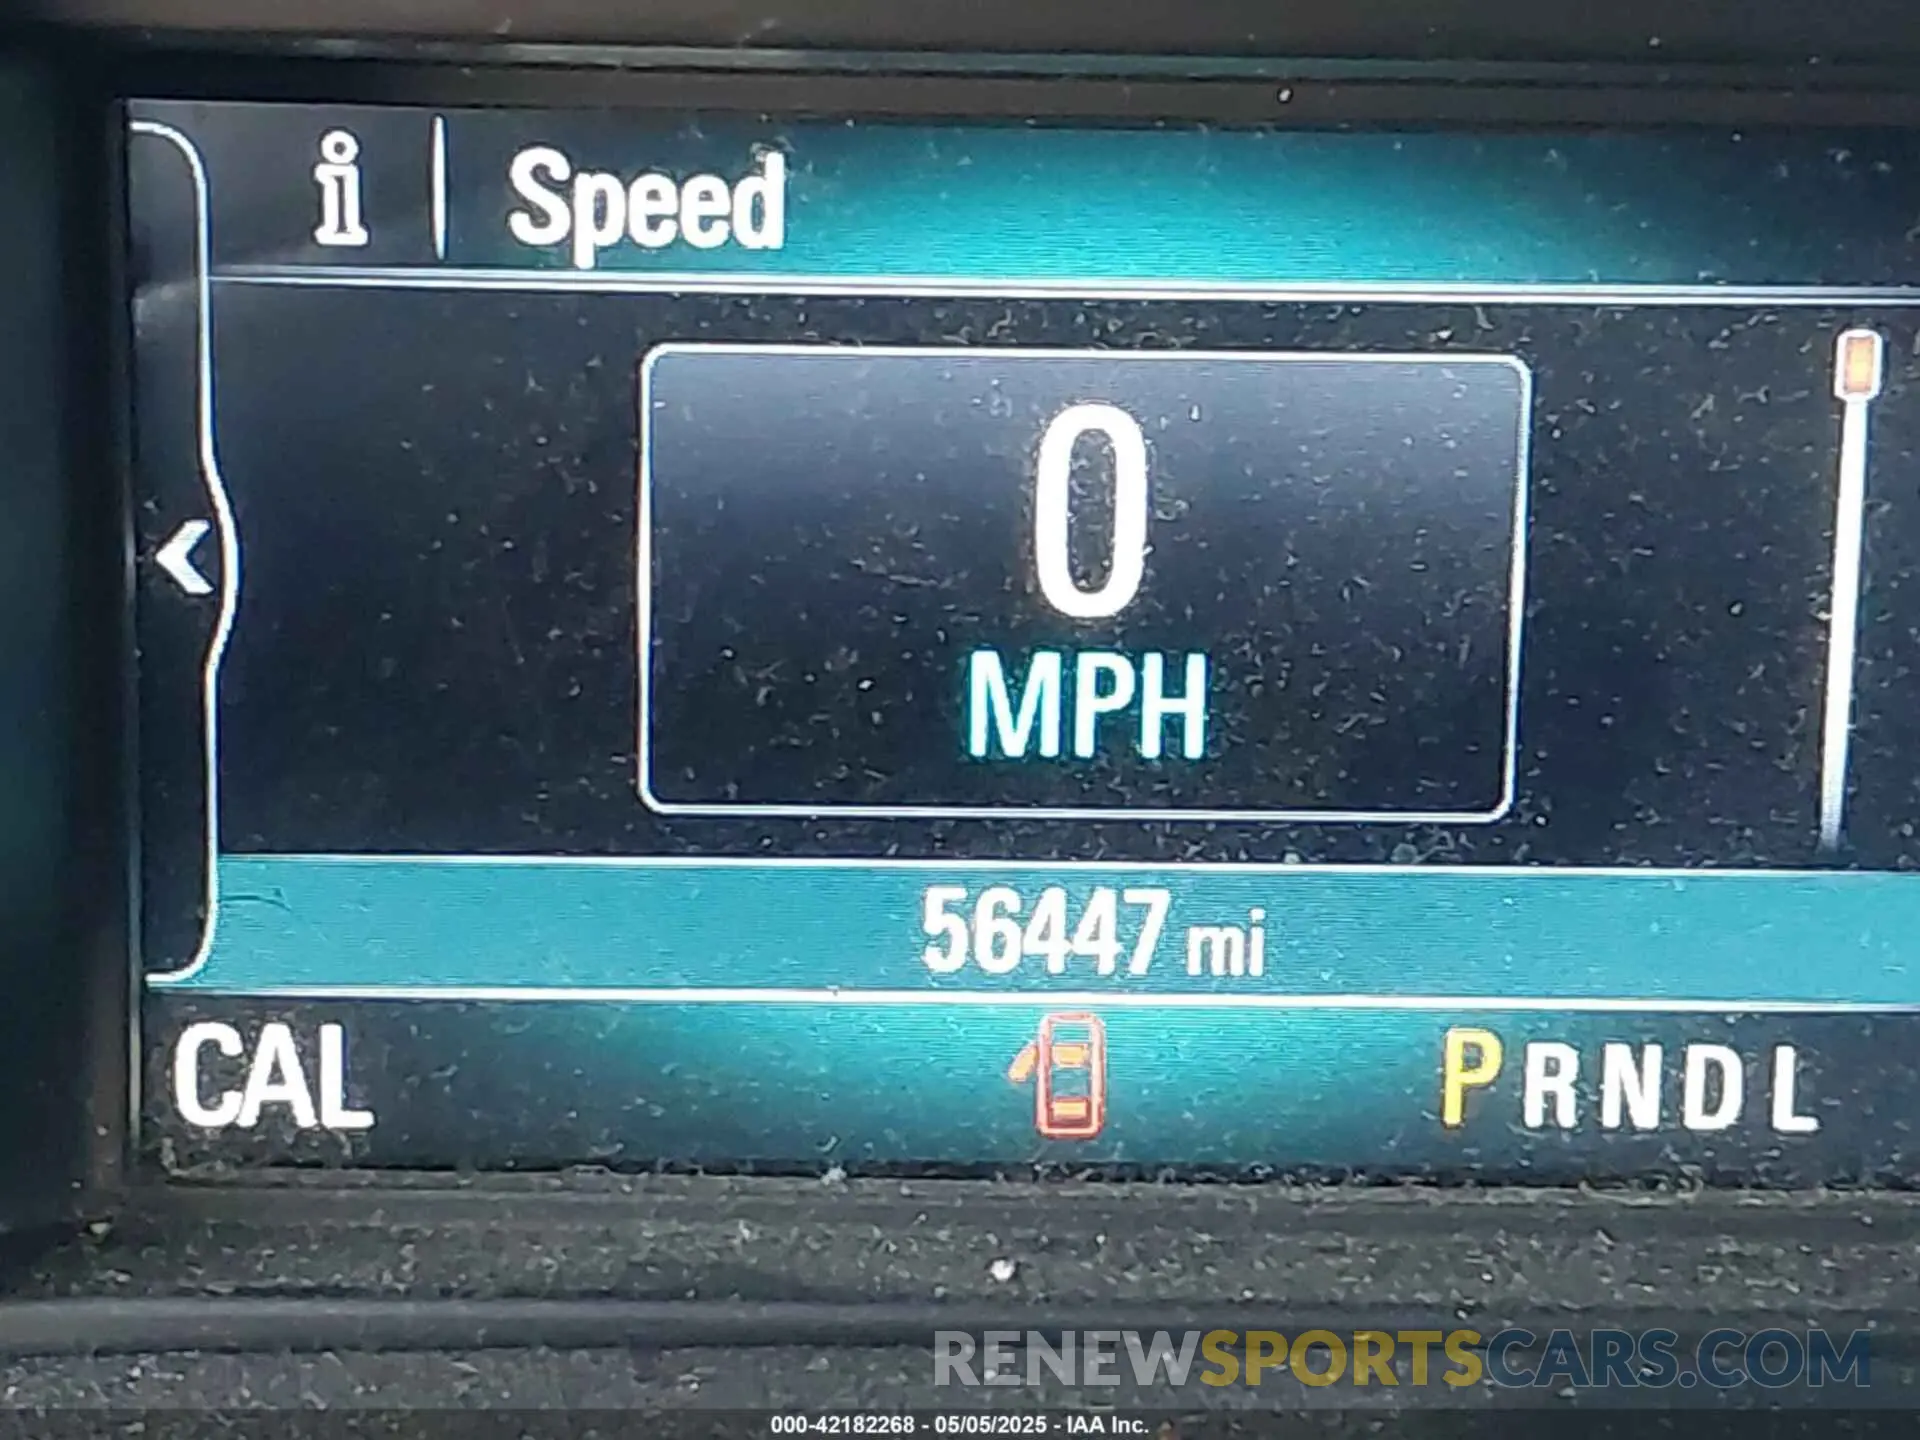 i | Speed
0
MPH
56447 mi
CAL
PRNDL
RENEWSPORTSCARS.COM
000-42182268 - 05/05/2025 - IAA Inc.